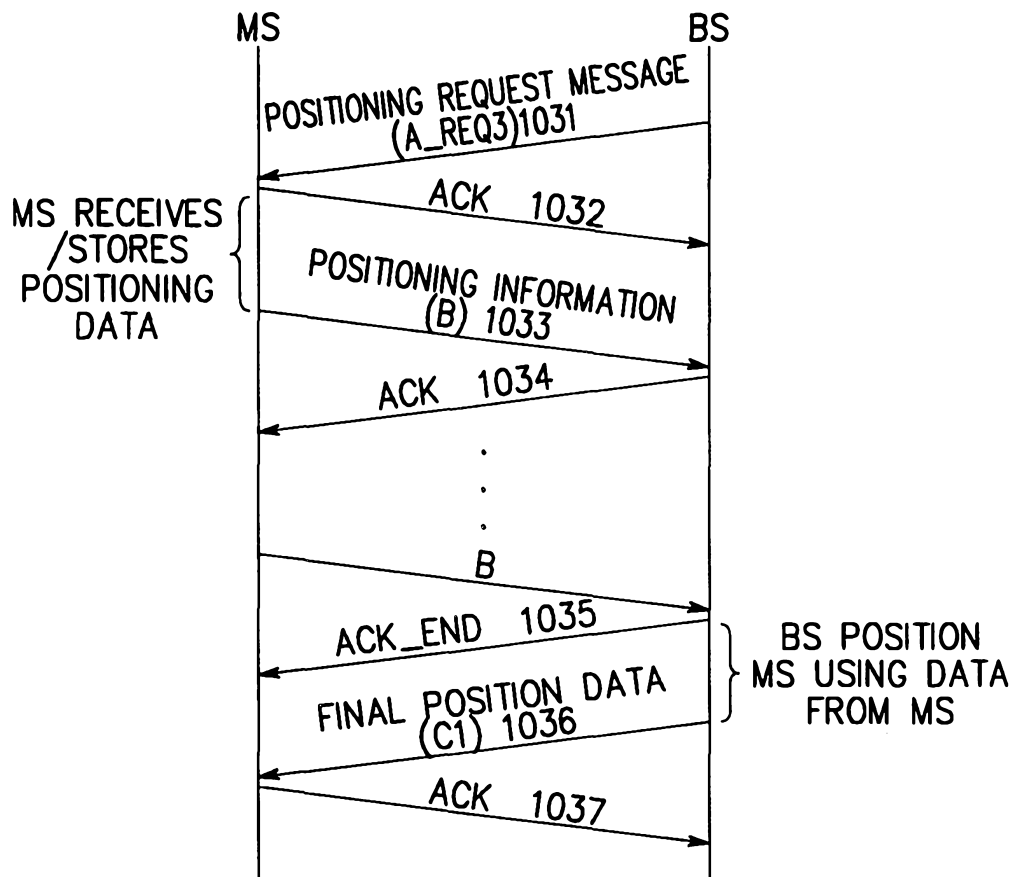 MS
BS
POSITIONING REQUEST MESSAGE
(A_REQ3)1031
ACK 1032
MS RECEIVES
/STORES
POSITIONING
DATA
POSITIONING INFORMATION
(B) 1033
ACK 1034
B
ACK_END 1035
BS POSITION
MS USING DATA
FROM MS
FINAL POSITION DATA
(C1) 1036
ACK 1037